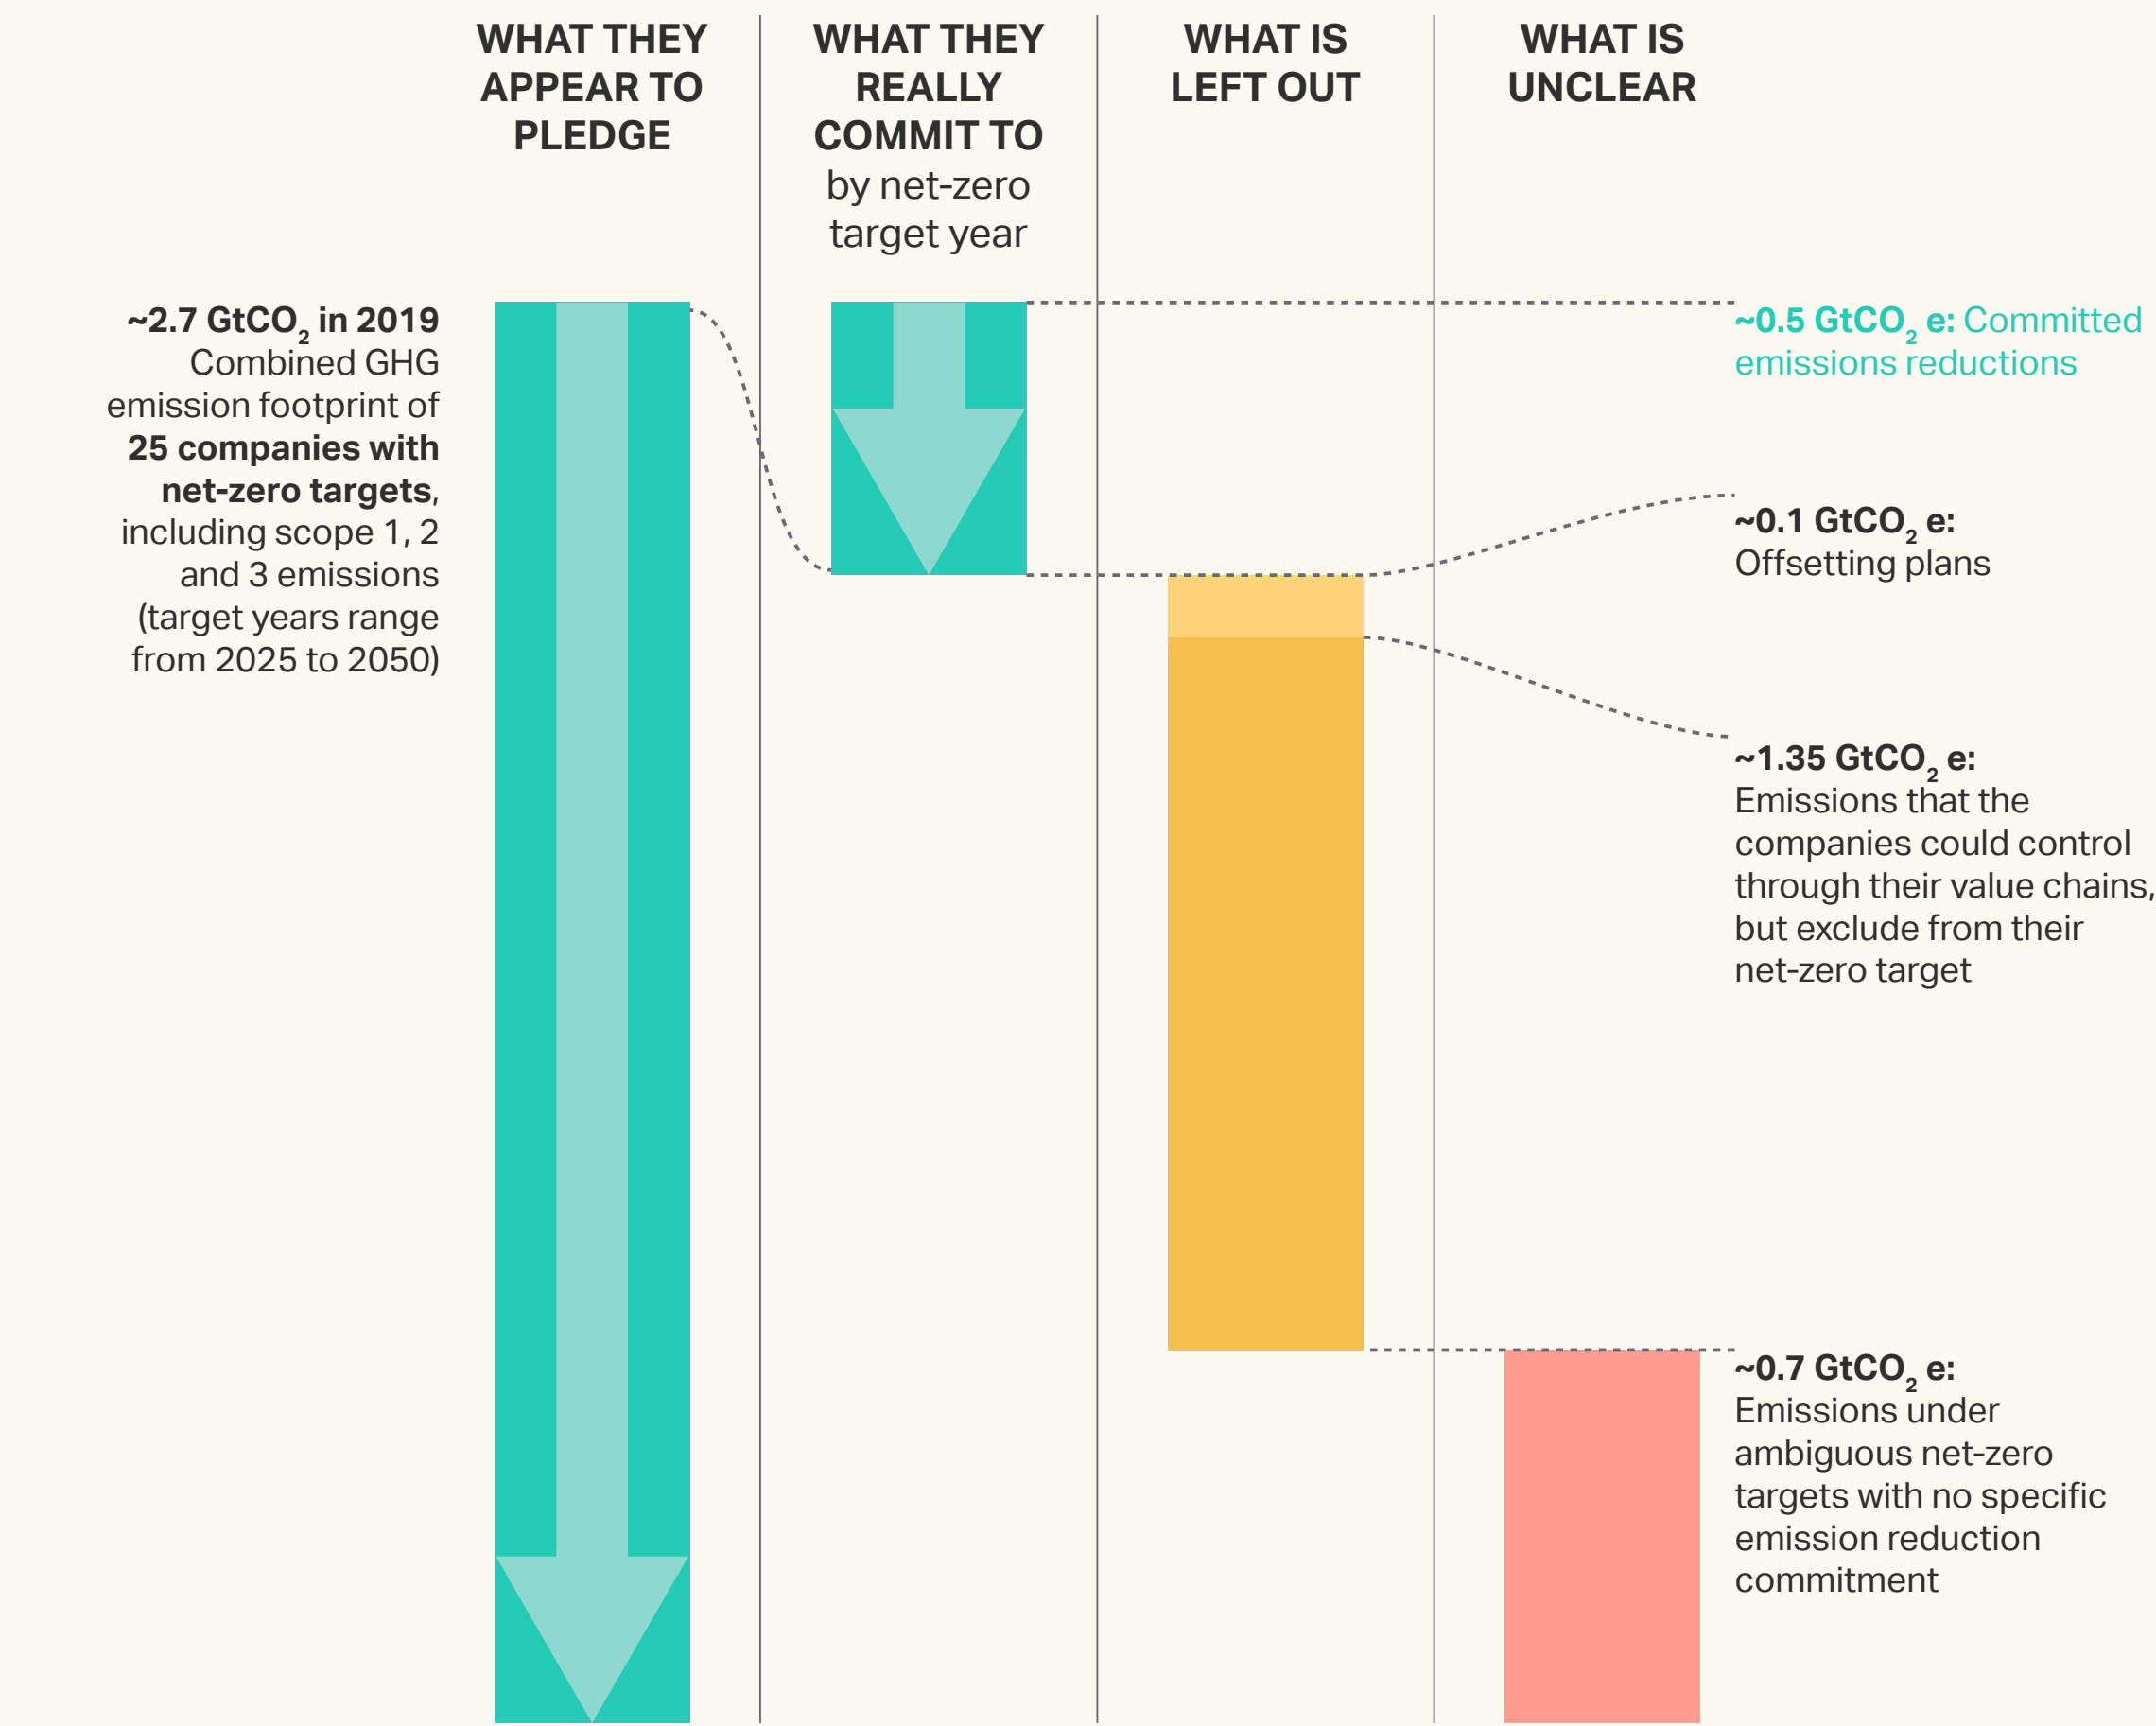 WHAT THEY
APPEAR TO
PLEDGE
WHAT THEY
REALLY
COMMIT TO
by net-zero
target year
WHAT IS
LEFT OUT
WHAT IS
UNCLEAR
~2.7 GtCO₂ in 2019
Combined GHG
emission footprint of
25 companies with
net-zero targets,
including scope 1, 2
and 3 emissions
(target years range
from 2025 to 2050)
~0.5 GtCO₂ e: Committed
emissions reductions
~0.1 GtCO₂ e:
Offsetting plans
~1.35 GtCO₂ e:
Emissions that the
companies could control
through their value chains,
but exclude from their
net-zero target
~0.7 GtCO₂ e:
Emissions under
ambiguous net-zero
targets with no specific
emission reduction
commitment